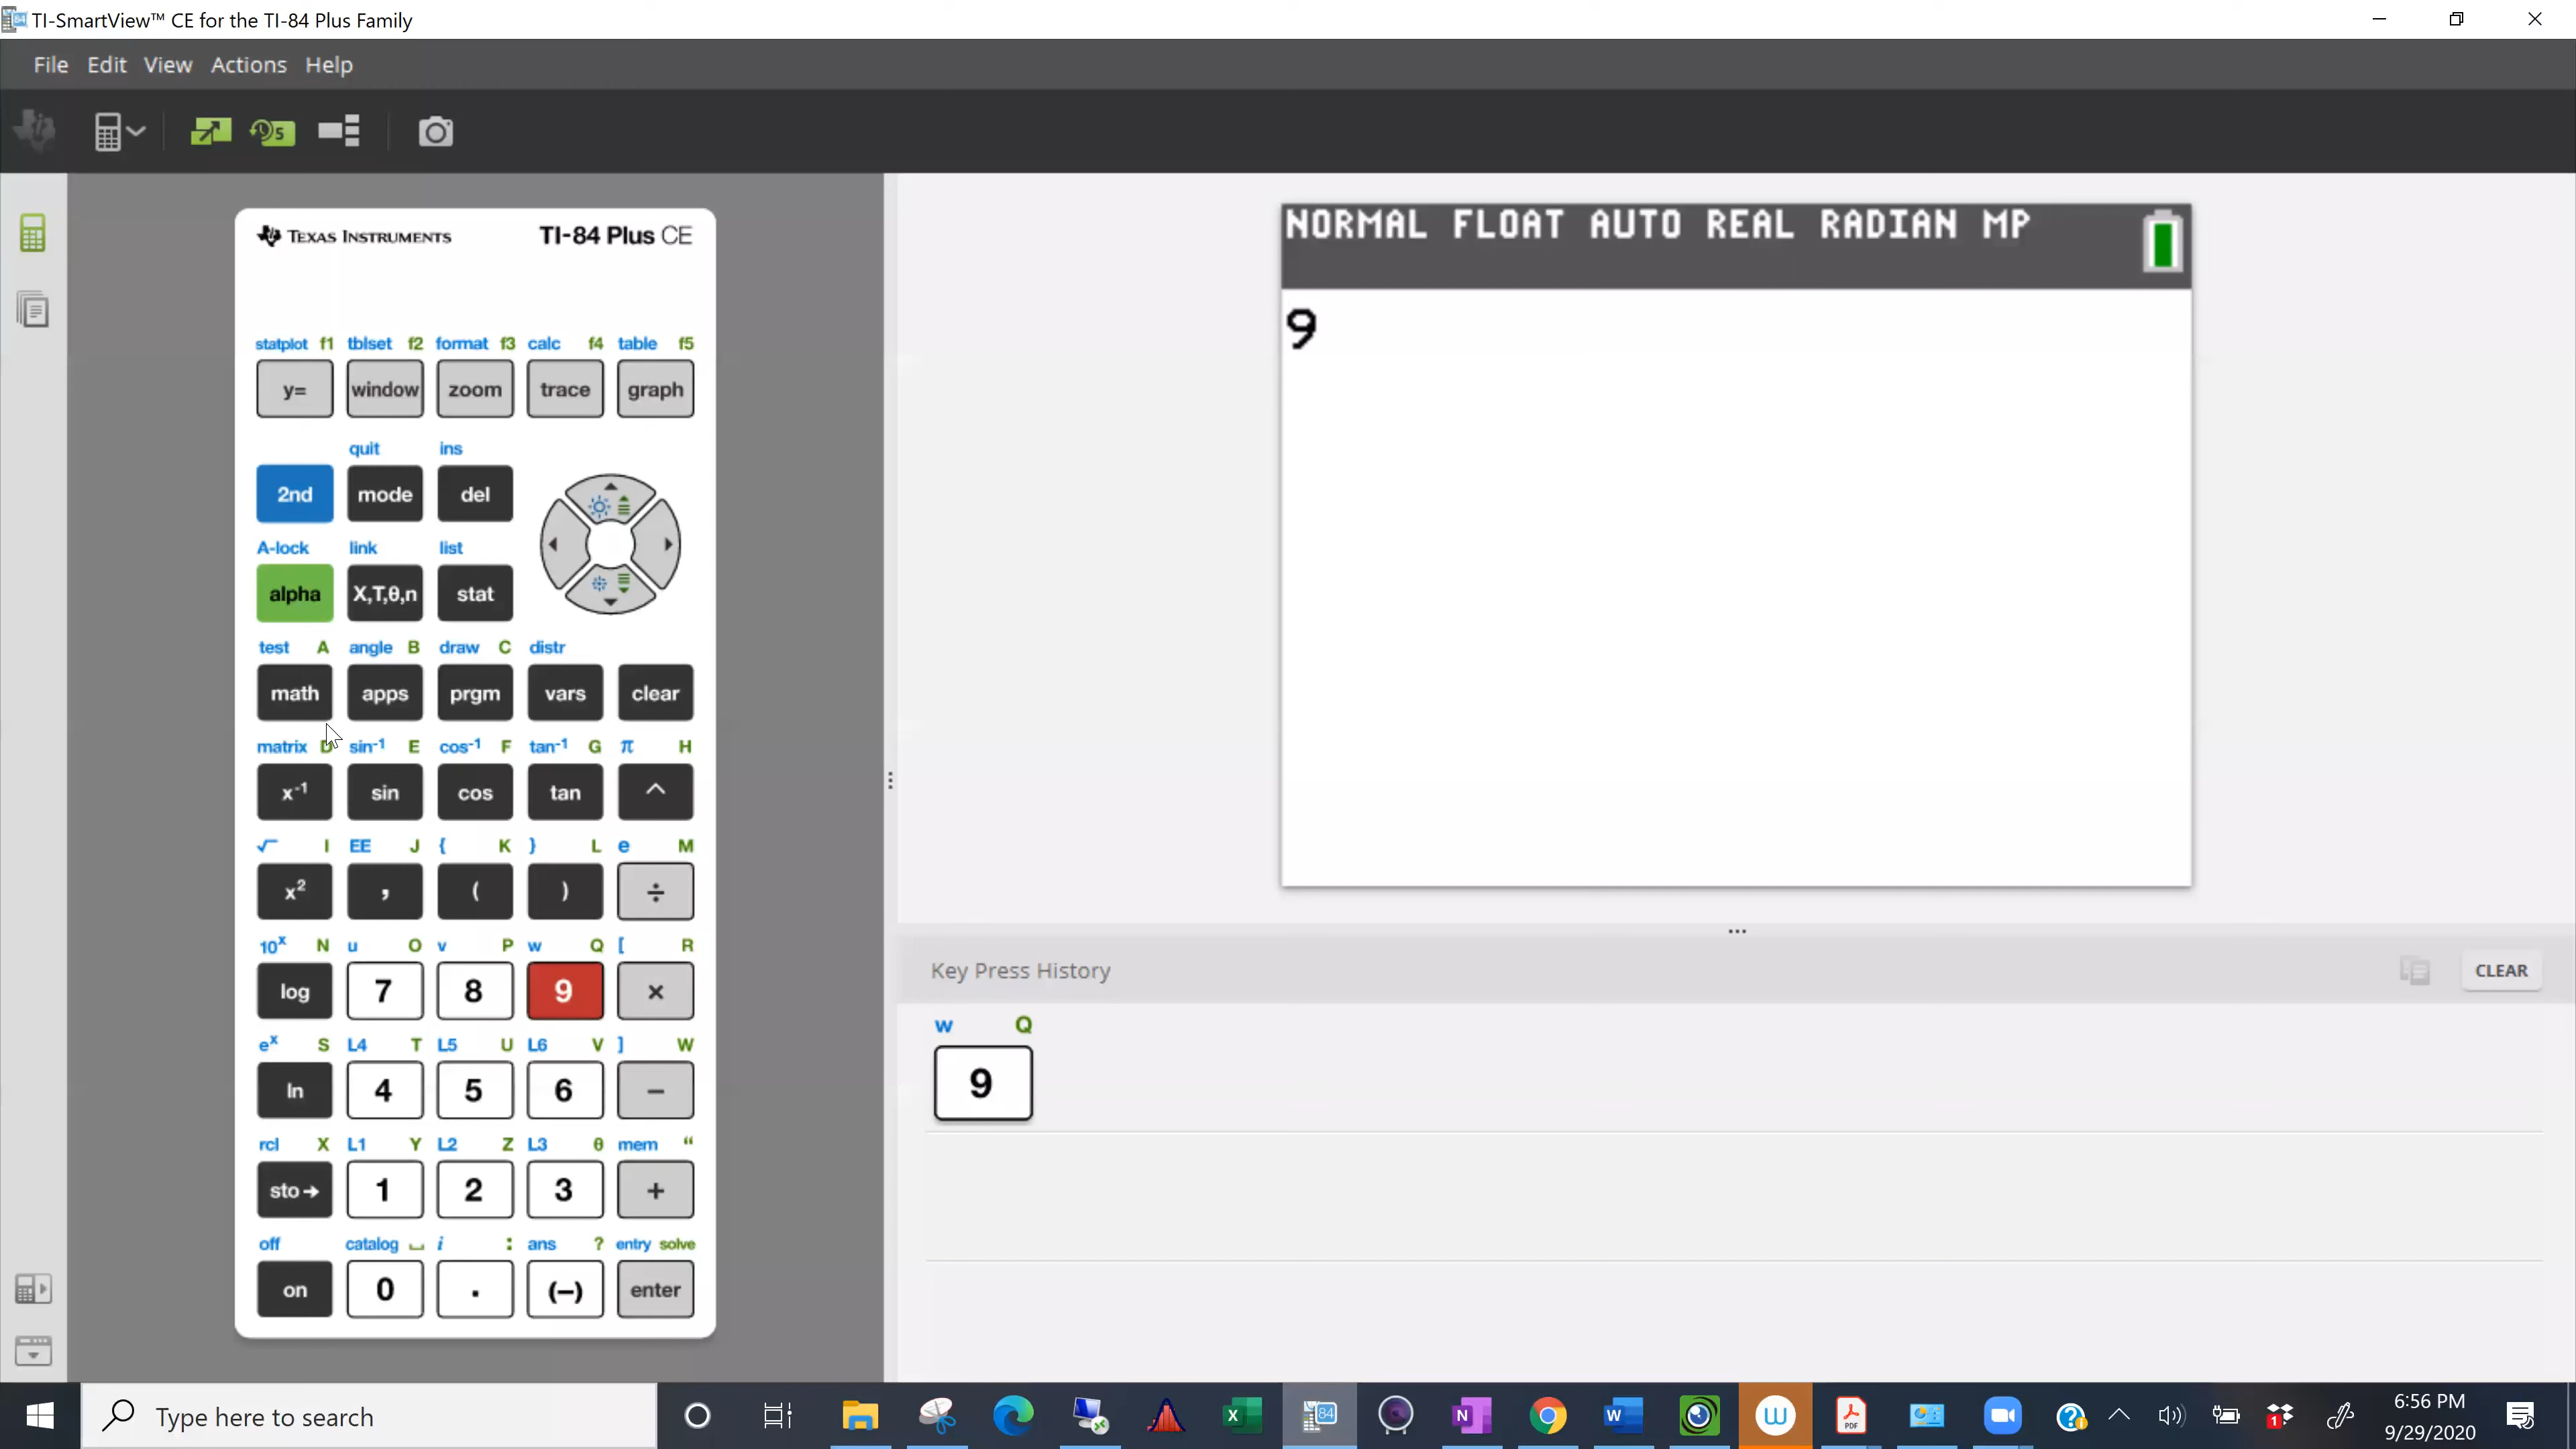 TI-SmartView™ CE for the TI-84 Plus Family
File Edit View Actions Help
84
5
TEXAS INSTRUMENTS TI-84 Plus CE
statplot f1 tblset f2 format f3 calc f4 table f5
y= window zoom trace graph
quit ins
2nd mode del
A-lock link list
alpha X,T,θ,n stat
test A angle B draw C distr
math apps prgm vars clear
matrix D sin⁻¹ E cos⁻¹ F tan⁻¹ G π H
x⁻¹ sin cos tan ^
√ I EE J { K } L e M
x² , ( ) ÷
10ˣ N u O v P w Q [ R
log 7 8 9 ×
eˣ S L4 T L5 U L6 V ] W
ln 4 5 6 −
rcl X L1 Y L2 Z L3 θ mem “
sto→ 1 2 3 +
off catalog ⎵ i : ans ? entry solve
on 0 . (−) enter
NORMAL FLOAT AUTO REAL RADIAN MP
9
Key Press History CLEAR
w Q
9
Type here to search
X 84 N W W PDF ? 1
6:56 PM
9/29/2020